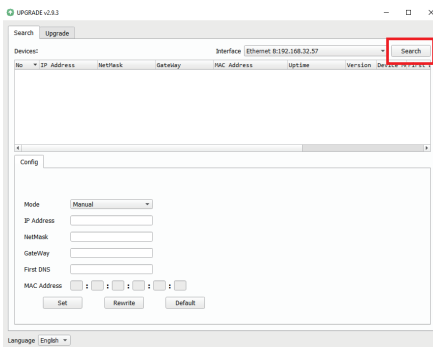 UPGRADE v2.9.3
Search Upgrade
Devices: Interface Ethernet 8:192.168.32.57 Search
No IP Address NetMask GateWay MAC Address Uptime Version Device
Config
Mode Manual
IP Address
NetMask
GateWay
First DNS
MAC Address : : : : :
Set Rewrite Default
Language English